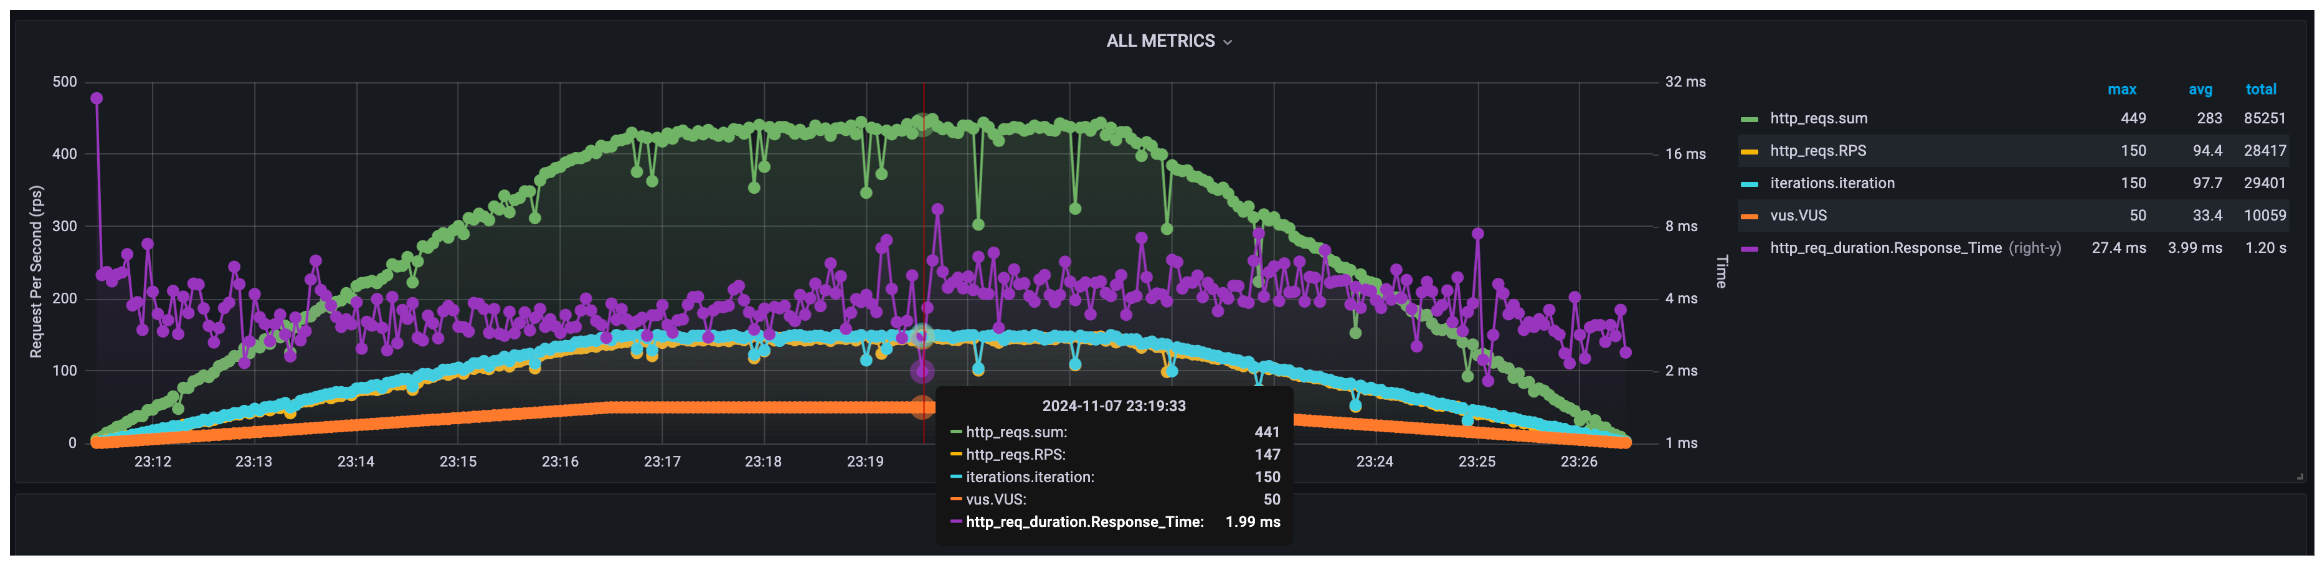 ALL METRICS
500
400
300
200
100
0
Request Per Second (rps)
32 ms
16 ms
8 ms
4 ms
2 ms
1 ms
Time
23:12 23:13 23:14 23:15 23:16 23:17 23:18 23:19 23:24 23:25 23:26
max avg total
http_reqs.sum 449 283 85251
http_reqs.RPS 150 94.4 28417
iterations.iteration 150 97.7 29401
vus.VUS 50 33.4 10059
http_req_duration.Response_Time (right-y) 27.4 ms 3.99 ms 1.20 s
2024-11-07 23:19:33
http_reqs.sum: 441
http_reqs.RPS: 147
iterations.iteration: 150
vus.VUS: 50
http_req_duration.Response_Time: 1.99 ms